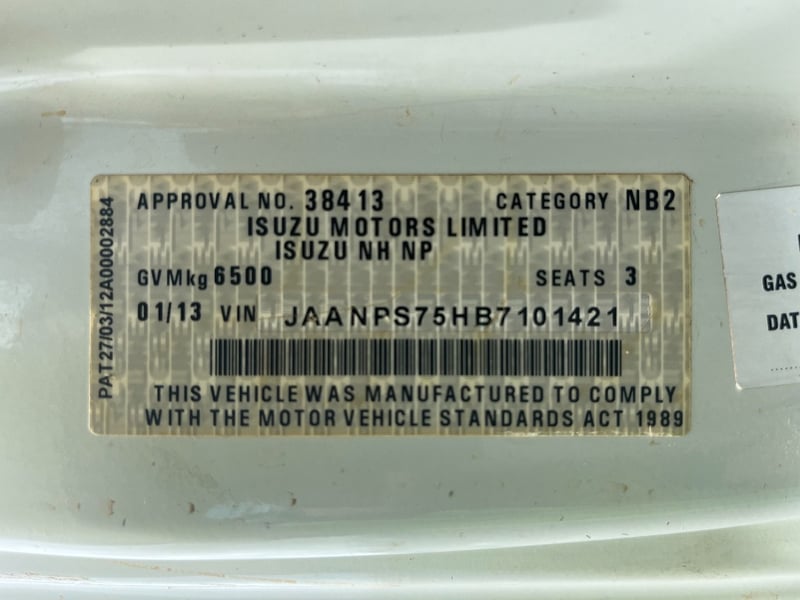 APPROVAL NO. 38413 CATEGORY NB2
ISUZU MOTORS LIMITED
ISUZU NH NP
GVMkg 6500 SEATS 3
01/13 VIN JAANPS75HB7101421
THIS VEHICLE WAS MANUFACTURED TO COMPLY
WITH THE MOTOR VEHICLE STANDARDS ACT 1989
PAT27/03/12A00002884
GAS